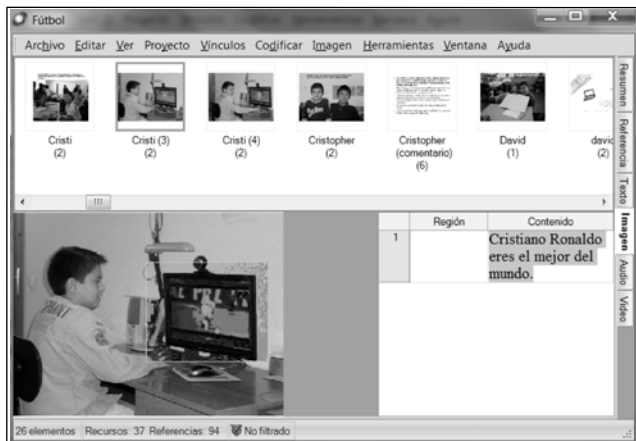 Fútbol
Archivo Editar Ver Proyecto Vínculos Codificar Imagen Herramientas Ventana Ayuda
Cristi
(2)
Cristi (3)
(2)
Cristi (4)
(2)
Cristopher
(2)
Cristopher
(comentario)
(6)
David
(1)
davic
(2)
Resumen
Referencia
Texto
Imagen
Audio
Video
Región Contenido
1
Cristiano Ronaldo
eres el mejor del
mundo.
26 elementos Recursos: 37 Referencias: 94 No filtrado